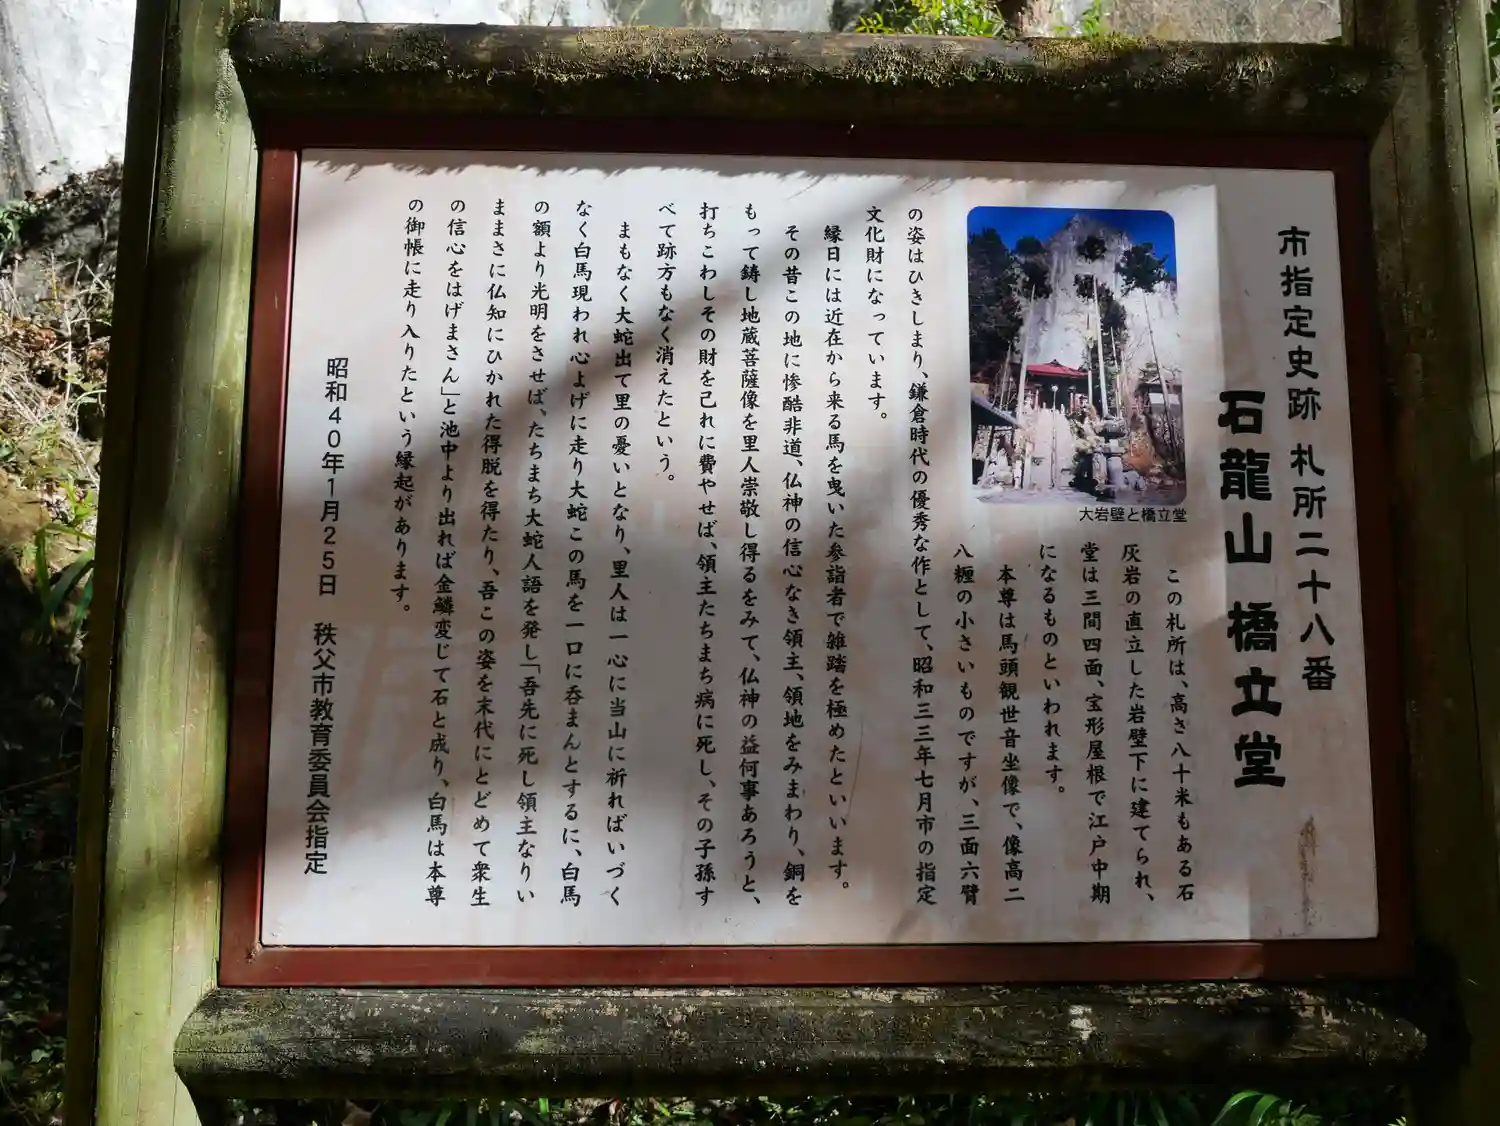 市指定史跡 札所二十八番
石龍山 橋立堂
大岩壁と橋立堂
この札所は、高さ八十米もある石
灰岩の直立した岩壁下に建てられ、
堂は三間四面、宝形屋根で江戸中期
になるものといわれます。
本尊は馬頭観世音坐像で、像高二
八糎の小さいものですが、三面六臂
の姿はひきしまり、鎌倉時代の優秀な作として、昭和三三年七月市の指定
文化財になっています。
縁日には近在から来る馬を曳いた参詣者で雑踏を極めたといいます。
その昔この地に惨酷非道、仏神の信心なき領主、領地をみまわり、銅を
もって鋳し地蔵菩薩像を里人崇敬し得るをみて、仏神の益何事あろうと、
打ちこわしその財を己れに費やせば、領主たちまち病に死し、その子孫す
べて跡方もなく消えたという。
まもなく大蛇出て里の憂いとなり、里人は一心に当山に祈ればいづく
なく白馬現われ心よげに走り大蛇この馬を一口に呑まんとするに、白馬
の額より光明をさせば、たちまち大蛇人語を発し「吾先に死し領主なりい
ままさに仏知にひかれた得脱を得たり、吾この姿を末代にとどめて衆生
の信心をはげまさん」と池中より出れば金鱗変じて石と成り、白馬は本尊
の御帳に走り入りたという縁起があります。
昭和40年1月25日 秩父市教育委員会指定